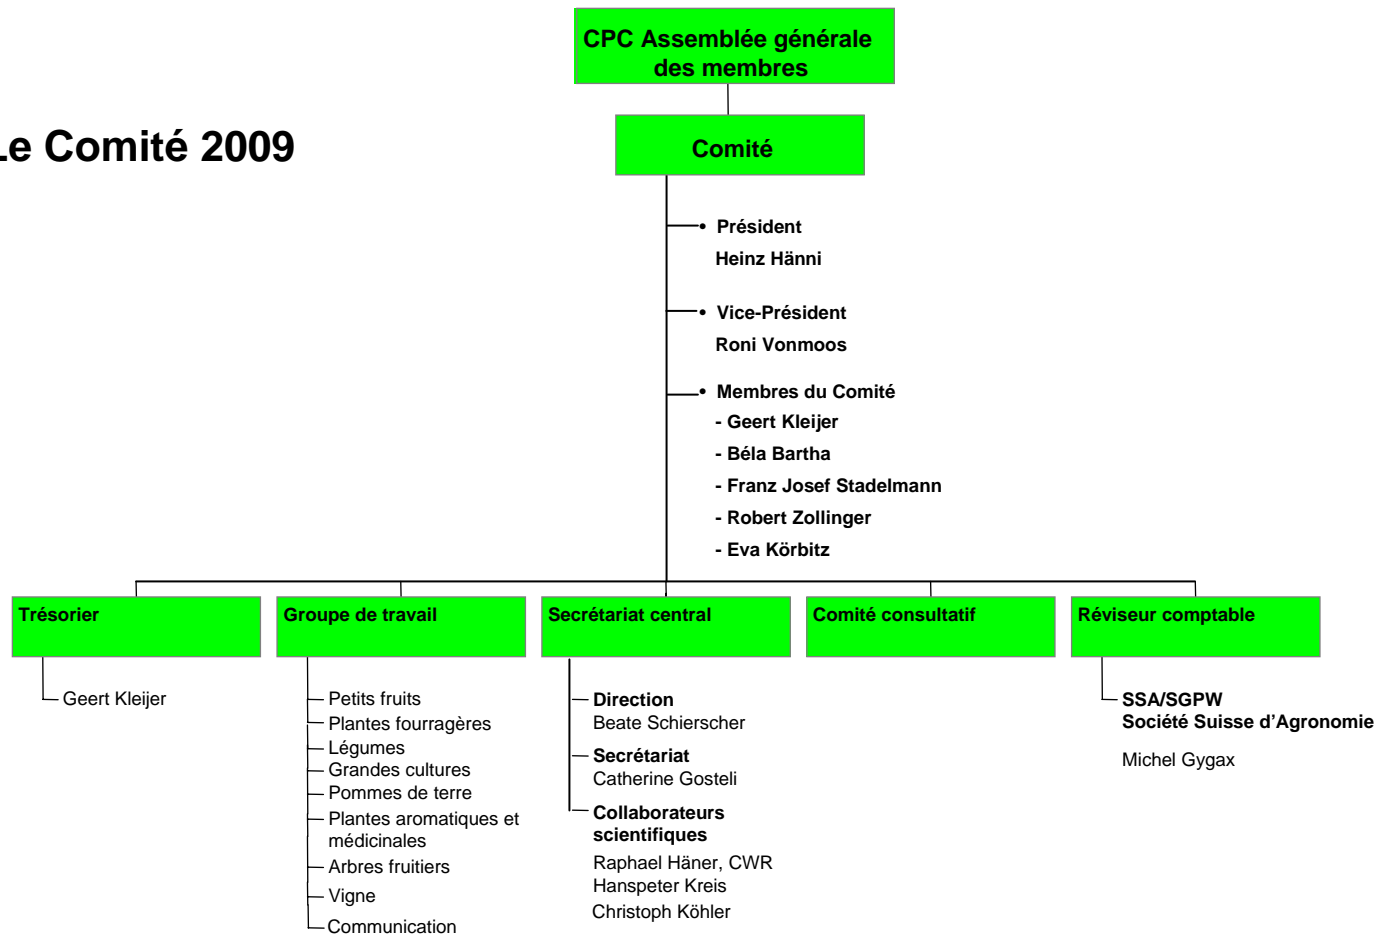 CPC Assemblée générale
des membres
Le Comité 2009
Comité
• Président
Heinz Hänni
• Vice-Président
Roni Vonmoos
• Membres du Comité
- Geert Kleijer
- Béla Bartha
- Franz Josef Stadelmann
- Robert Zollinger
- Eva Körbitz
Trésorier
Geert Kleijer
Groupe de travail
Petits fruits
Plantes fourragères
Légumes
Grandes cultures
Pommes de terre
Plantes aromatiques et
médicinales
Arbres fruitiers
Vigne
Communication
Secrétariat central
Direction
Beate Schierscher
Secrétariat
Catherine Gosteli
Collaborateurs
scientifiques
Raphael Häner, CWR
Hanspeter Kreis
Christoph Köhler
Comité consultatif
Réviseur comptable
SSA/SGPW
Société Suisse d’Agronomie
Michel Gygax